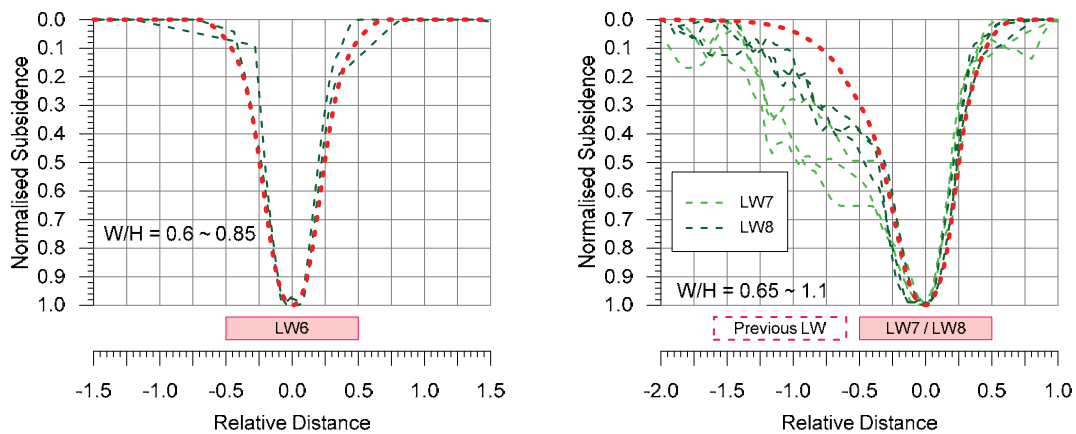 0.0
0.1
0.2
0.3
0.4
0.5
0.6
0.7
0.8
0.9
1.0
Normalised Subsidence
W/H = 0.6 ~ 0.85
LW6
-1.5 -1.0 -0.5 0.0 0.5 1.0 1.5
Relative Distance
0.0
0.1
0.2
0.3
0.4
0.5
0.6
0.7
0.8
0.9
1.0
Normalised Subsidence
LW7
LW8
W/H = 0.65 ~ 1.1
Previous LW LW7 / LW8
-2.0 -1.5 -1.0 -0.5 0.0 0.5 1.0
Relative Distance